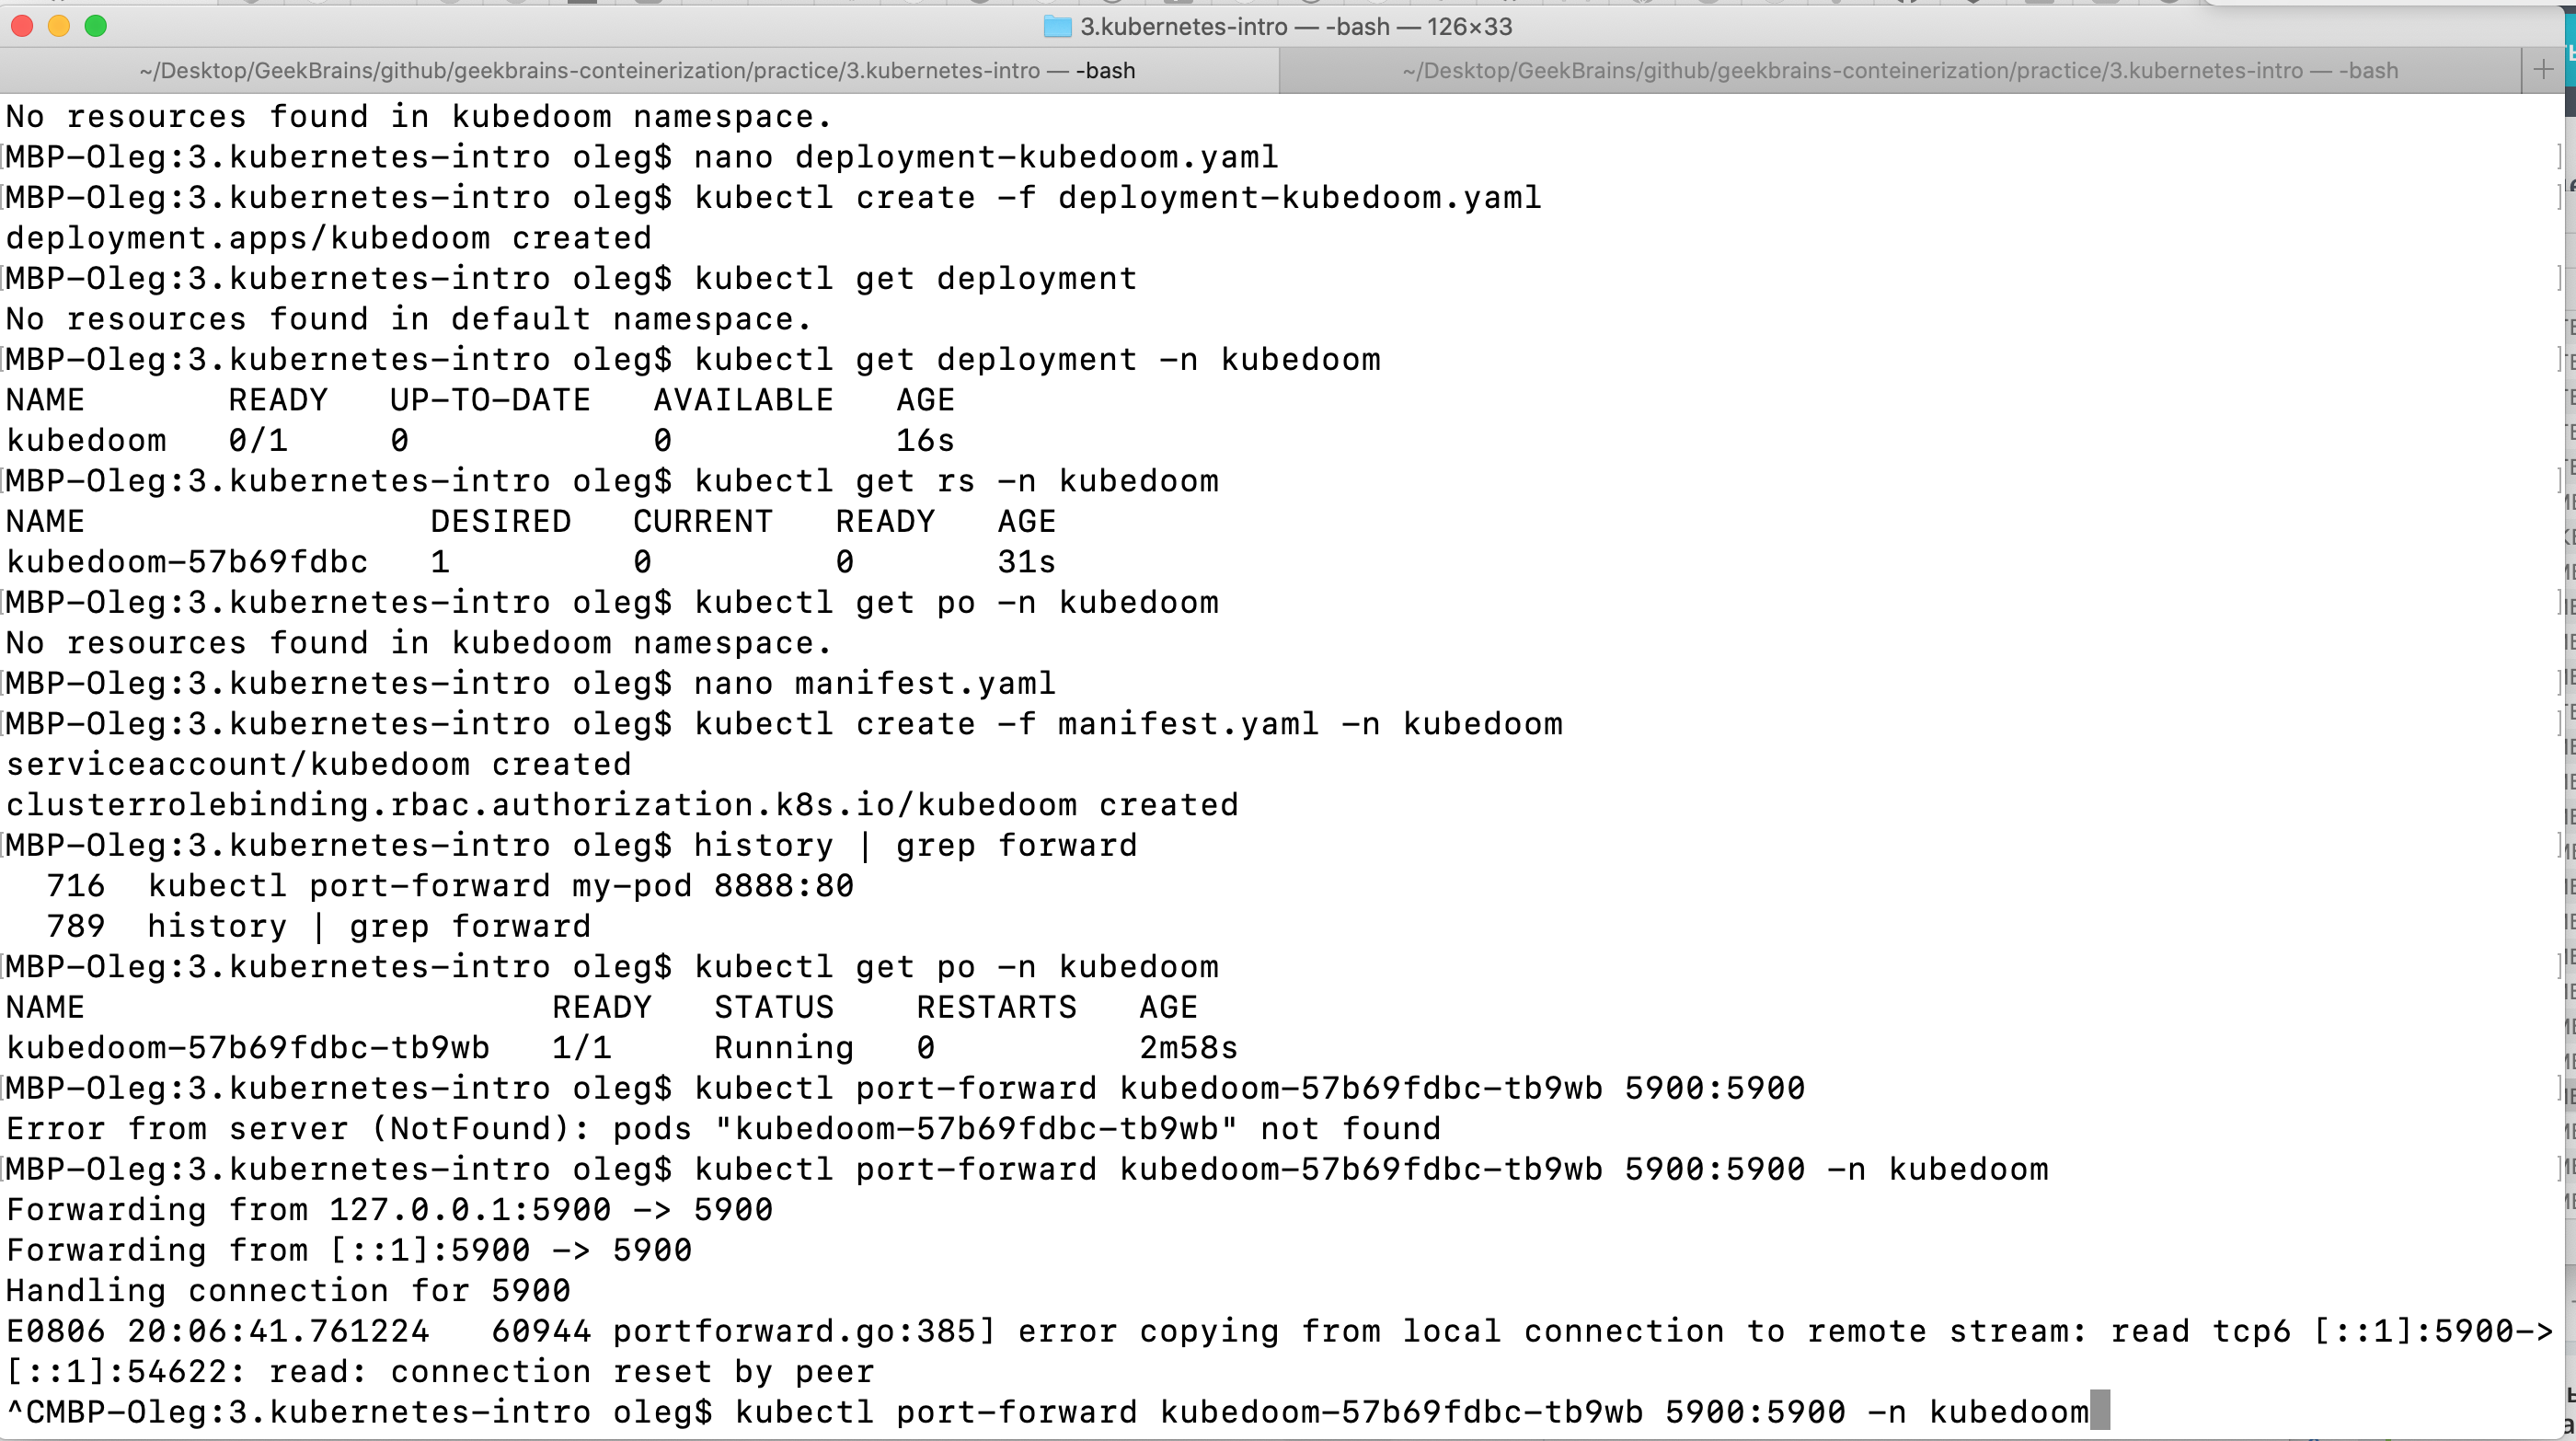 3.kubernetes-intro — -bash — 126×33
~/Desktop/GeekBrains/github/geekbrains-conteinerization/practice/3.kubernetes-intro — -bash
~/Desktop/GeekBrains/github/geekbrains-conteinerization/practice/3.kubernetes-intro — -bash
No resources found in kubedoom namespace.
MBP-Oleg:3.kubernetes-intro oleg$ nano deployment-kubedoom.yaml
MBP-Oleg:3.kubernetes-intro oleg$ kubectl create -f deployment-kubedoom.yaml
deployment.apps/kubedoom created
MBP-Oleg:3.kubernetes-intro oleg$ kubectl get deployment
No resources found in default namespace.
MBP-Oleg:3.kubernetes-intro oleg$ kubectl get deployment -n kubedoom
NAME       READY   UP-TO-DATE   AVAILABLE   AGE
kubedoom   0/1     0            0           16s
MBP-Oleg:3.kubernetes-intro oleg$ kubectl get rs -n kubedoom
NAME                 DESIRED   CURRENT   READY   AGE
kubedoom-57b69fdbc   1         0         0       31s
MBP-Oleg:3.kubernetes-intro oleg$ kubectl get po -n kubedoom
No resources found in kubedoom namespace.
MBP-Oleg:3.kubernetes-intro oleg$ nano manifest.yaml
MBP-Oleg:3.kubernetes-intro oleg$ kubectl create -f manifest.yaml -n kubedoom
serviceaccount/kubedoom created
clusterrolebinding.rbac.authorization.k8s.io/kubedoom created
MBP-Oleg:3.kubernetes-intro oleg$ history | grep forward
  716  kubectl port-forward my-pod 8888:80
  789  history | grep forward
MBP-Oleg:3.kubernetes-intro oleg$ kubectl get po -n kubedoom
NAME                       READY   STATUS    RESTARTS   AGE
kubedoom-57b69fdbc-tb9wb   1/1     Running   0          2m58s
MBP-Oleg:3.kubernetes-intro oleg$ kubectl port-forward kubedoom-57b69fdbc-tb9wb 5900:5900
Error from server (NotFound): pods "kubedoom-57b69fdbc-tb9wb" not found
MBP-Oleg:3.kubernetes-intro oleg$ kubectl port-forward kubedoom-57b69fdbc-tb9wb 5900:5900 -n kubedoom
Forwarding from 127.0.0.1:5900 -> 5900
Forwarding from [::1]:5900 -> 5900
Handling connection for 5900
E0806 20:06:41.761224   60944 portforward.go:385] error copying from local connection to remote stream: read tcp6 [::1]:5900->
[::1]:54622: read: connection reset by peer
^CMBP-Oleg:3.kubernetes-intro oleg$ kubectl port-forward kubedoom-57b69fdbc-tb9wb 5900:5900 -n kubedoom